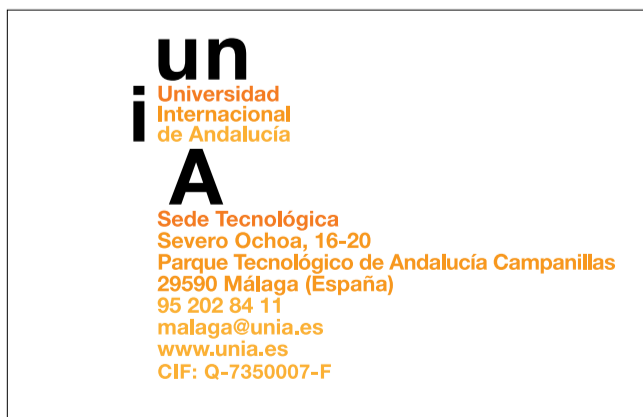 un
i
Universidad
Internacional
de Andalucía
A
Sede Tecnológica
Severo Ochoa, 16-20
Parque Tecnológico de Andalucía Campanillas
29590 Málaga (España)
95 202 84 11
malaga@unia.es
www.unia.es
CIF: Q-7350007-F